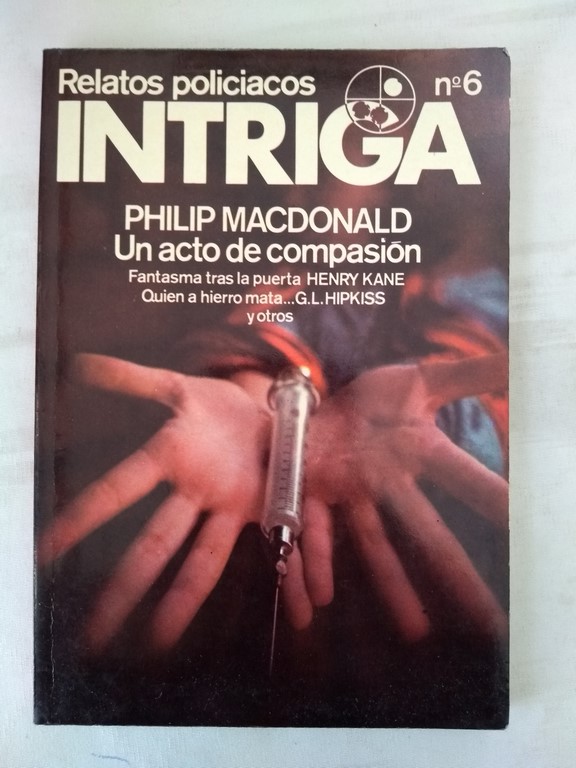 Relatos policiacos nº6
INTRIGA
PHILIP MACDONALD
Un acto de compasión
Fantasma tras la puerta HENRY KANE
Quien a hierro mata...G.L.HIPKISS
y otros